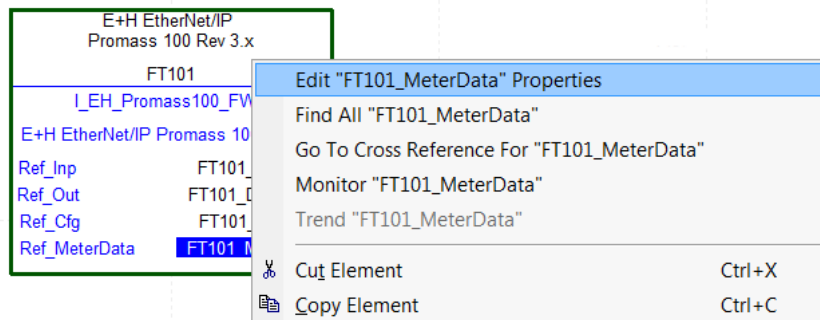 E+H EtherNet/IP
Promass 100 Rev 3.x
FT101
I_EH_Promass100_FW
E+H EtherNet/IP Promass 10
Ref_Inp FT101_
Ref_Out FT101_
Ref_Cfg FT101_
Ref_MeterData FT101_M
Edit "FT101_MeterData" Properties
Find All "FT101_MeterData"
Go To Cross Reference For "FT101_MeterData"
Monitor "FT101_MeterData"
Trend "FT101_MeterData"
Cut Element Ctrl+X
Copy Element Ctrl+C